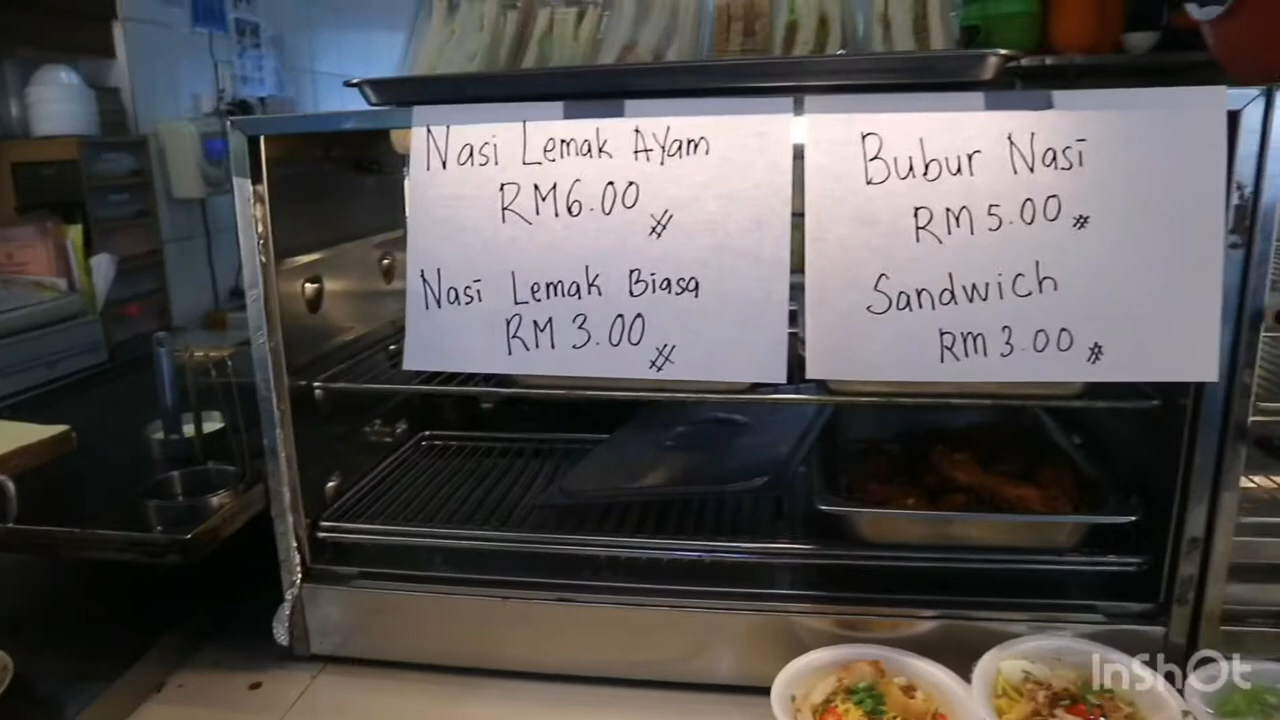 Nasi Lemak Ayam
RM6.00 #
Nasi Lemak Biasa
RM 3.00 #
Bubur Nasi
RM 5.00 #
Sandwich
Rm 3.00 #
InShOt